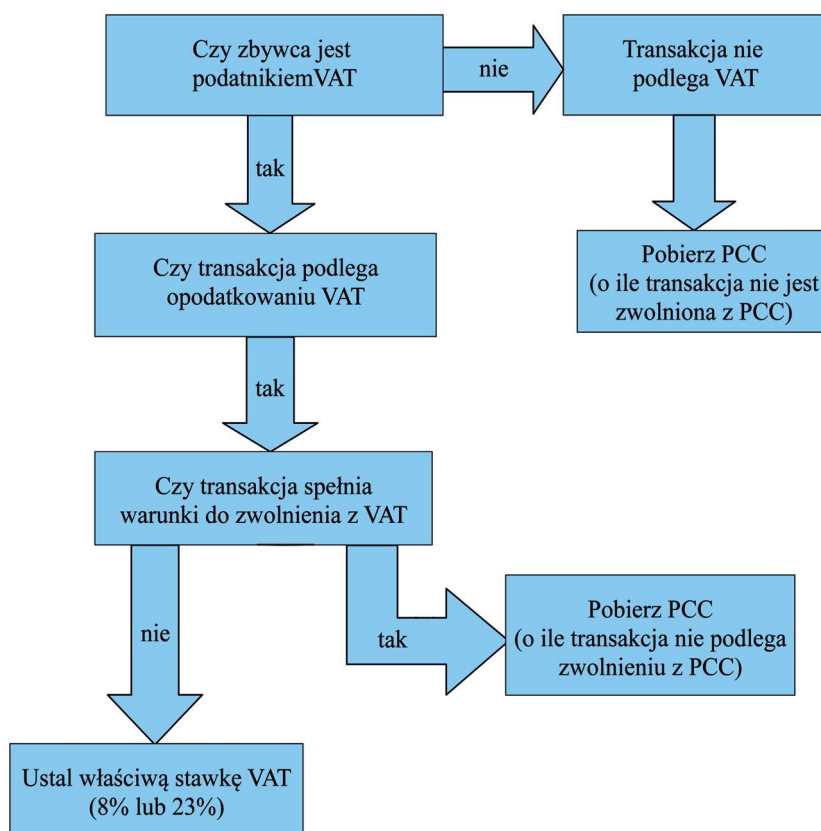 Czy zbywca jest
podatnikiemVAT
nie
Transakcja nie
podlega VAT
tak
Pobierz PCC
(o ile transakcja nie jest
zwolniona z PCC)
Czy transakcja podlega
opodatkowaniu VAT
tak
Czy transakcja spełnia
warunki do zwolnienia z VAT
nie
tak
Pobierz PCC
(o ile transakcja nie podlega
zwolnieniu z PCC)
Ustal właściwą stawkę VAT
(8% lub 23%)